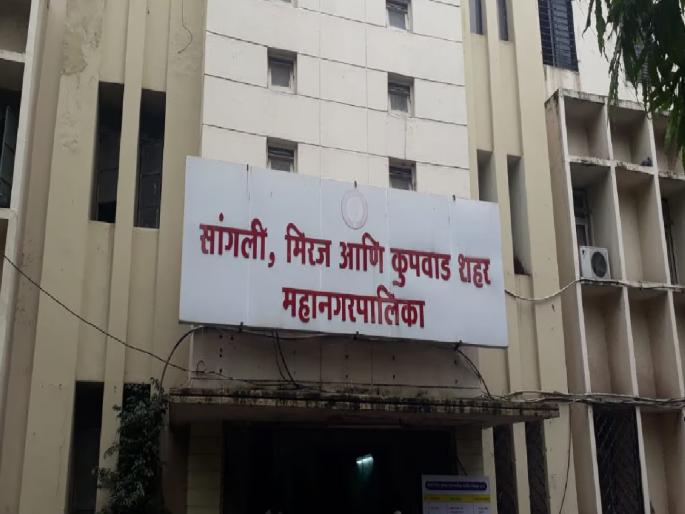 सांगली, मिरज आणि कुपवाड शहर
महानगरपालिका